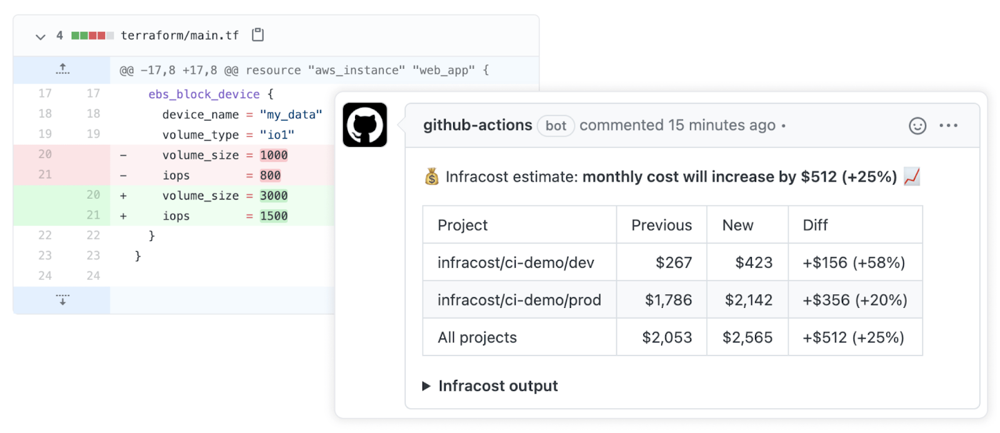 4 terraform/main.tf
@@ -17,8 +17,8 @@ resource "aws_instance" "web_app" {
17 17 ebs_block_device {
18 18 device_name = "my_data"
19 19 volume_type = "io1"
20 - volume_size = 1000
21 - iops = 800
20 + volume_size = 3000
21 + iops = 1500
22 22 }
23 23 }
24 24
github-actions bot commented 15 minutes ago •
💰 Infracost estimate: monthly cost will increase by $512 (+25%) 📈
Project Previous New Diff
infracost/ci-demo/dev $267 $423 +$156 (+58%)
infracost/ci-demo/prod $1,786 $2,142 +$356 (+20%)
All projects $2,053 $2,565 +$512 (+25%)
▶ Infracost output